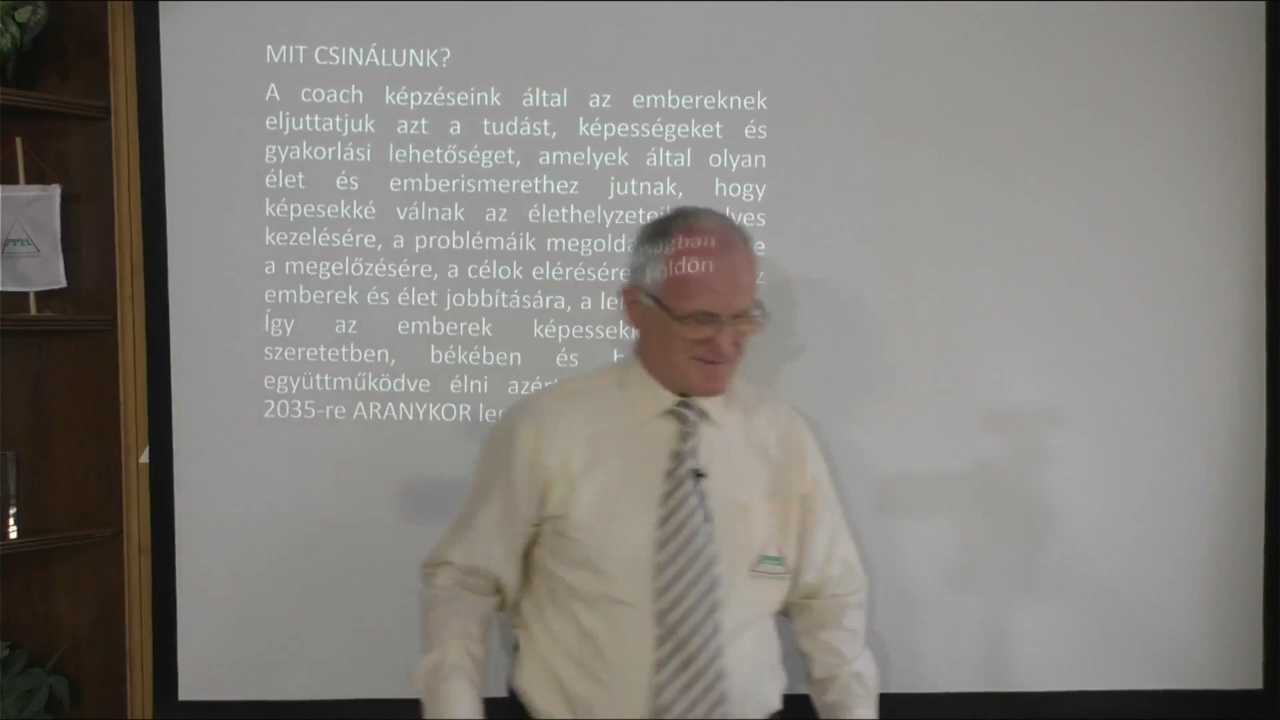 MIT CSINÁLUNK?
A coach képzéseink által az embereknek
eljuttatjuk azt a tudást, képességeket és
gyakorlási lehetőséget, amelyek által olyan
élet és emberismerethez jutnak, hogy
képesekké válnak az
kezelésére, a problémáik
a megelőzésére, a célok elérésére
emberek és élet jobbítására, a
Így az emberek
szeretetben, békében és
együttműködve élni
2035-re ARANYKOR